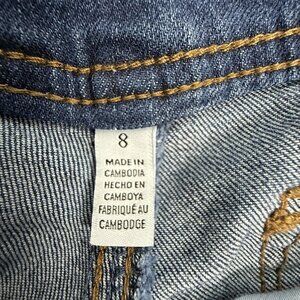 8
MADE IN
CAMBODIA
HECHO EN
CAMBOYA
FABRIQUÉ AU
CAMBODGE